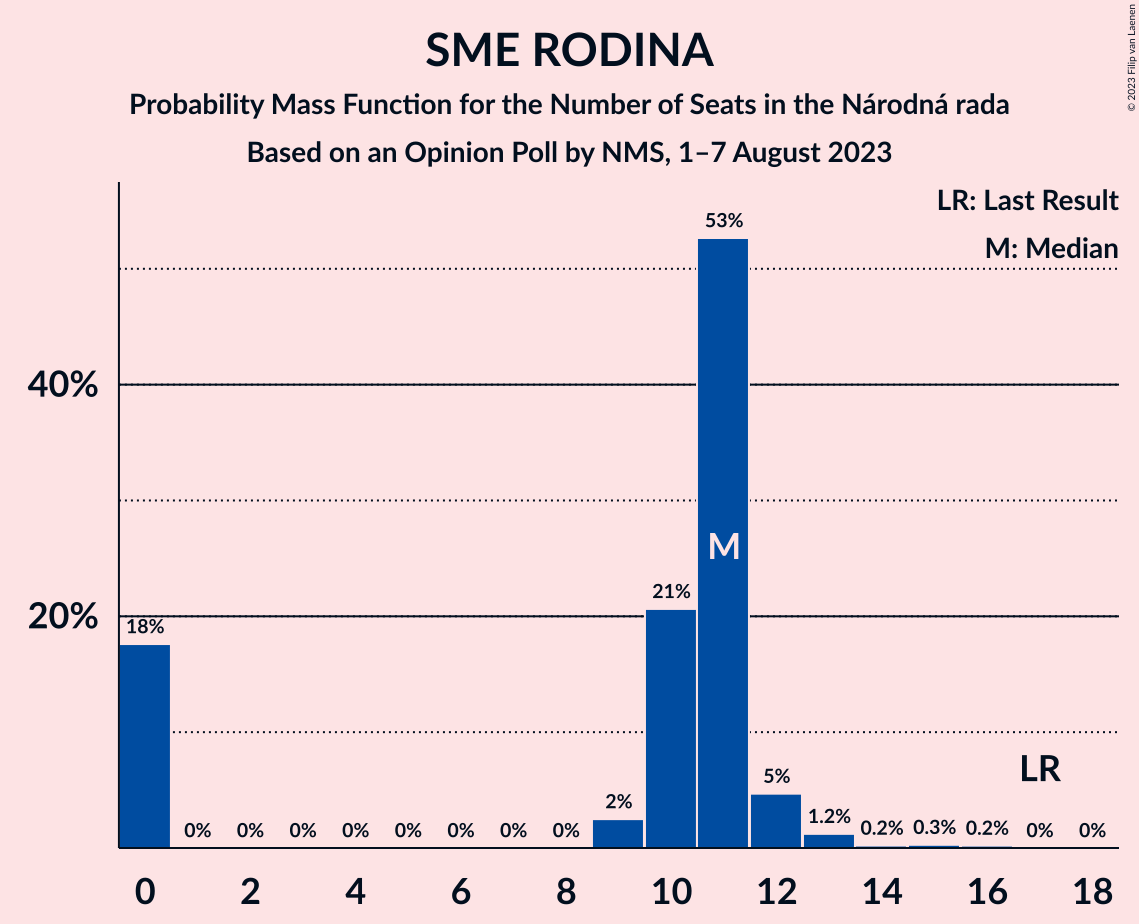 © 2023 Filip van Laenen
SME RODINA
Probability Mass Function for the Number of Seats in the Národná rada
Based on an Opinion Poll by NMS, 1–7 August 2023
LR: Last Result
M: Median
53%
40%
M
21%
20%
18%
LR
5%
2%
1.2%
0% 0% 0% 0% 0% 0% 0% 0% 0.2% 0.3% 0.2% 0% 0%
0 2 4 6 8 10 12 14 16 18